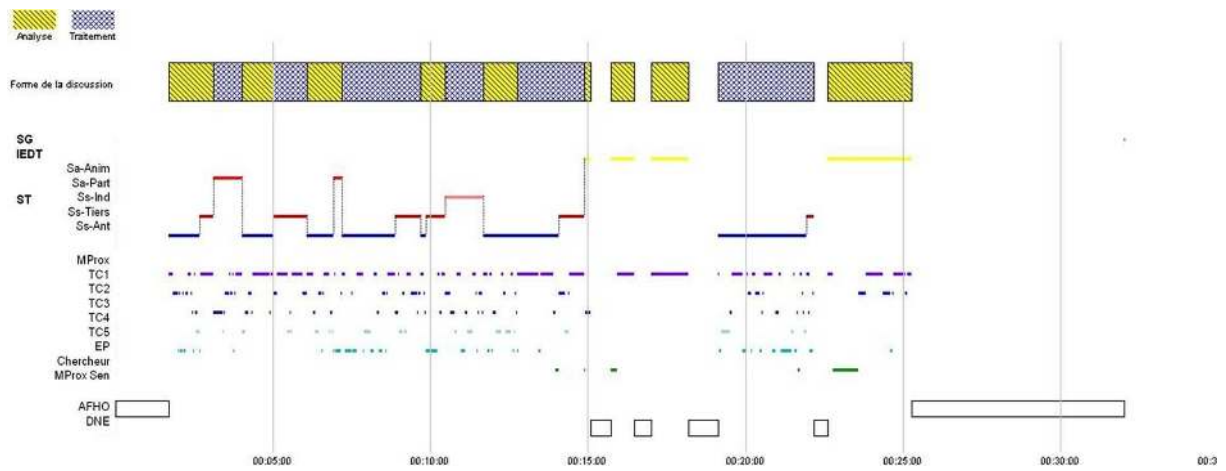 Analyse Traitement
Forme de la discussion
SG
IEDT
Sa-Anim
Sa-Part
ST Ss-Ind
Ss-Tiers
Ss-Ant
MProx
TC1
TC2
TC3
TC4
TC5
EP
Chercheur
MProx Sen
AFHO
DNE
00:05:00 00:10:00 00:15:00 00:20:00 00:25:00 00:30:00 00:3